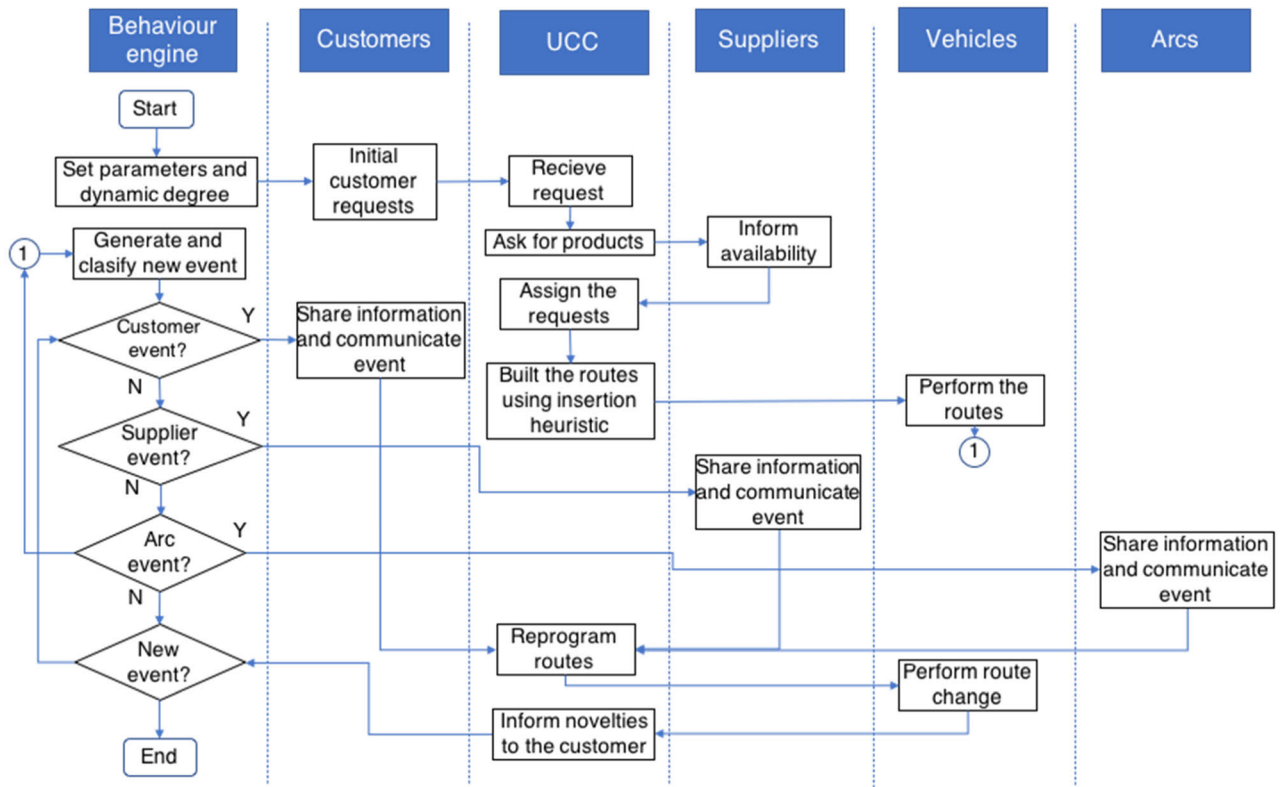 Behaviour
engine
Customers
UCC
Suppliers
Vehicles
Arcs
Start
Set parameters and
dynamic degree
Initial
customer
requests
Recieve
request
Ask for products
Inform
availability
1
Generate and
clasify new event
Assign the
requests
Customer
event?
Y
N
Share information
and communicate
event
Built the routes
using insertion
heuristic
Perform the
routes
1
Supplier
event?
Y
N
Share information
and communicate
event
Arc
event?
Y
N
Share information
and communicate
event
New
event?
Reprogram
routes
Perform route
change
Inform novelties
to the customer
End